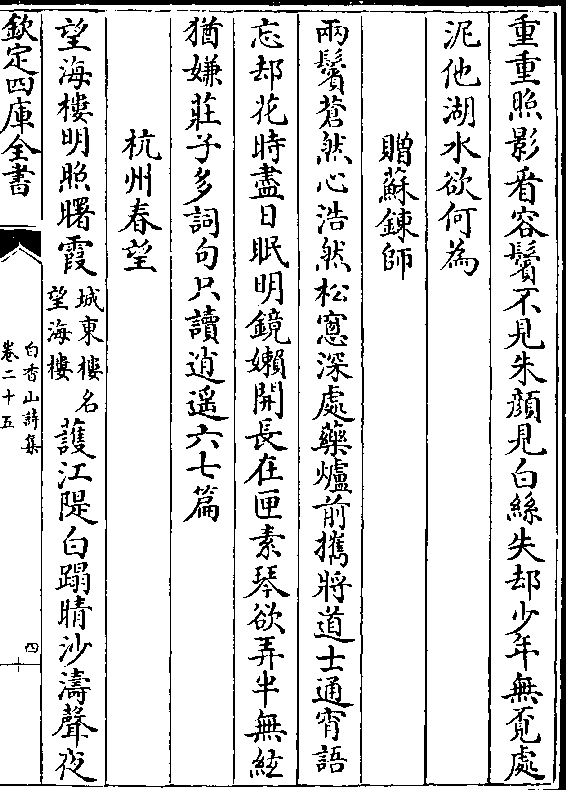 重重照影看容鬢不見朱顔見白絲失却少年無覓處
泥他湖水欲何為
贈蘇鍊師
兩鬢蒼然心浩然松窻深處藥爐前攜將道士通宵語
忘却花時盡日眠明鏡嬾開長在匣素琴欲弄半無絃
猶嫌莊子多詞句只讀逍遥六七篇
杭州春望
望海樓明照曙霞城東樓名望海樓護江隄白蹋晴沙濤聲夜
欽定四庫全書
白香山詩集
卷二十五
四